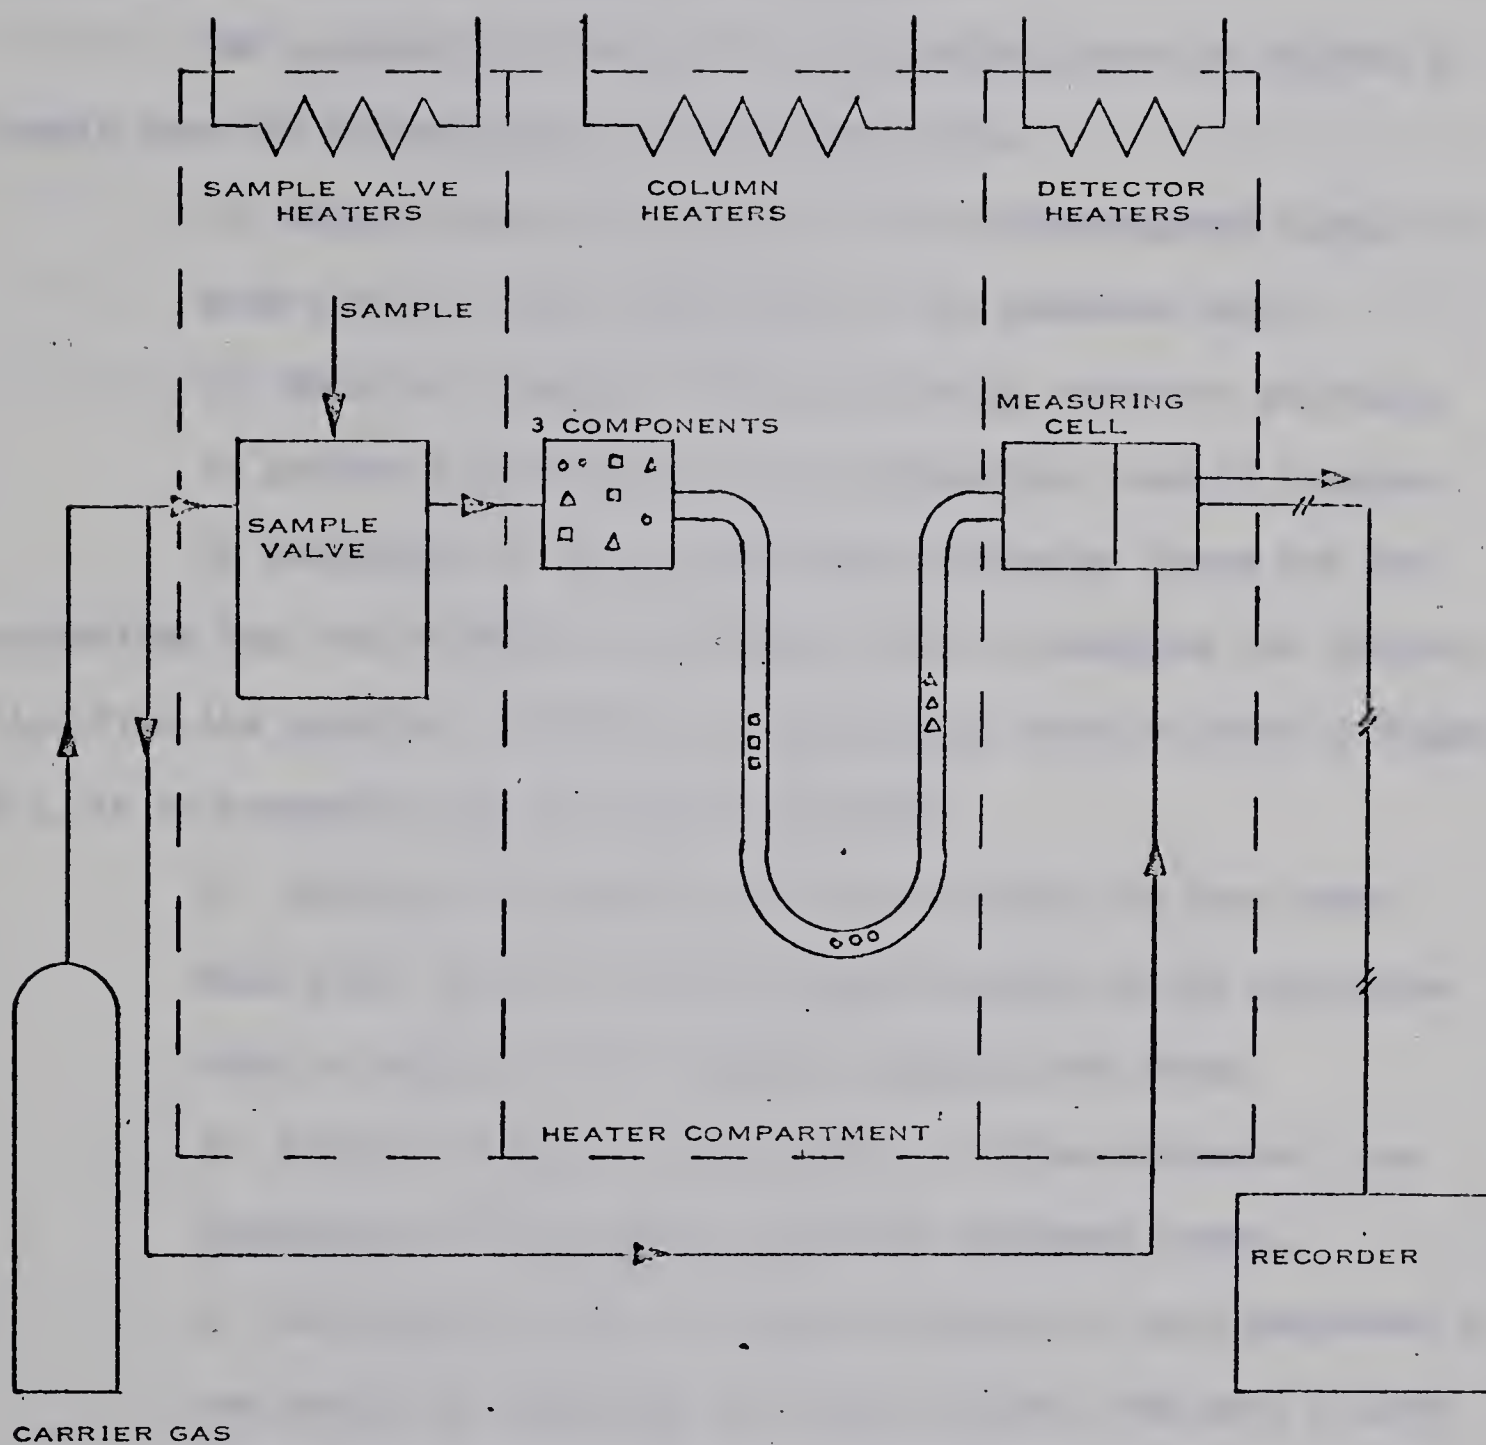 SAMPLE VALVE
HEATERS
COLUMN
HEATERS
DETECTOR
HEATERS
SAMPLE
3 COMPONENTS
MEASURING
CELL
SAMPLE
VALVE
HEATER COMPARTMENT
RECORDER
CARRIER GAS